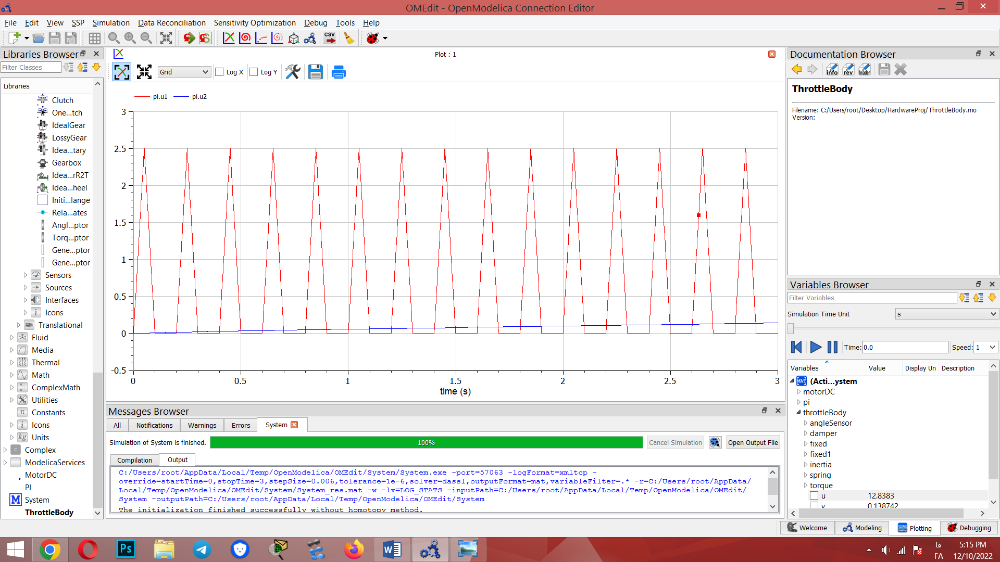 OMEdit - OpenModelica Connection Editor
File Edit View SSP Simulation Data Reconciliation Sensitivity Optimization Debug Tools Help
CSV
Libraries Browser
Filter Classes
Libraries
Clutch
One...tch
IdealGear
LossyGear
Idea...tary
Gearbox
Idea...rR2T
Idea...heel
Initi...lange
Rela...ates
Angl...ptor
Torq...ptor
Gene...ptor
Gene...ptor
Sensors
Sources
Interfaces
Icons
Translational
Fluid
Media
Thermal
Math
ComplexMath
Utilities
Constants
Icons
Units
Complex
ModelicaServices
MotorDC
PI
System
ThrottleBody
Plot : 1
Grid Log X Log Y
pi.u1 pi.u2
3
2.5
2
1.5
1
0.5
0
-0.5
0 0.5 1 1.5 2 2.5 3
time (s)
Messages Browser
All Notifications Warnings Errors System
Simulation of System is finished. 100% Cancel Simulation Open Output File
Compilation Output
C:/Users/root/AppData/Local/Temp/OpenModelica/OMEdit/System/System.exe -port=57063 -logFormat=xmltcp -
override=startTime=0,stopTime=3,stepSize=0.006,tolerance=1e-6,solver=dassl,outputFormat=mat,variableFilter=.* -r=C:/Users/root/AppData/
Local/Temp/OpenModelica/OMEdit/System/System_res.mat -w -lv=LOG_STATS -inputPath=C:/Users/root/AppData/Local/Temp/OpenModelica/OMEdit/
System -outputPath=C:/Users/root/AppData/Local/Temp/OpenModelica/OMEdit/System
The initialization finished successfully without homotopy method.
Documentation Browser
info rev header
ThrottleBody
Filename: C:/Users/root/Desktop/HardwareProj/ThrottleBody.mo
Version:
Variables Browser
Filter Variables
Simulation Time Unit s
Time: 0.0 Speed: 1
Variables Value Display Un Description
MAT (Acti...ystem
motorDC
pi
throttleBody
angleSensor
damper
fixed
fixed1
inertia
spring
torque
u 12.8383
y 0.138742
Welcome Modeling Plotting Debugging
Ps
فا
FA
5:15 PM
12/10/2022